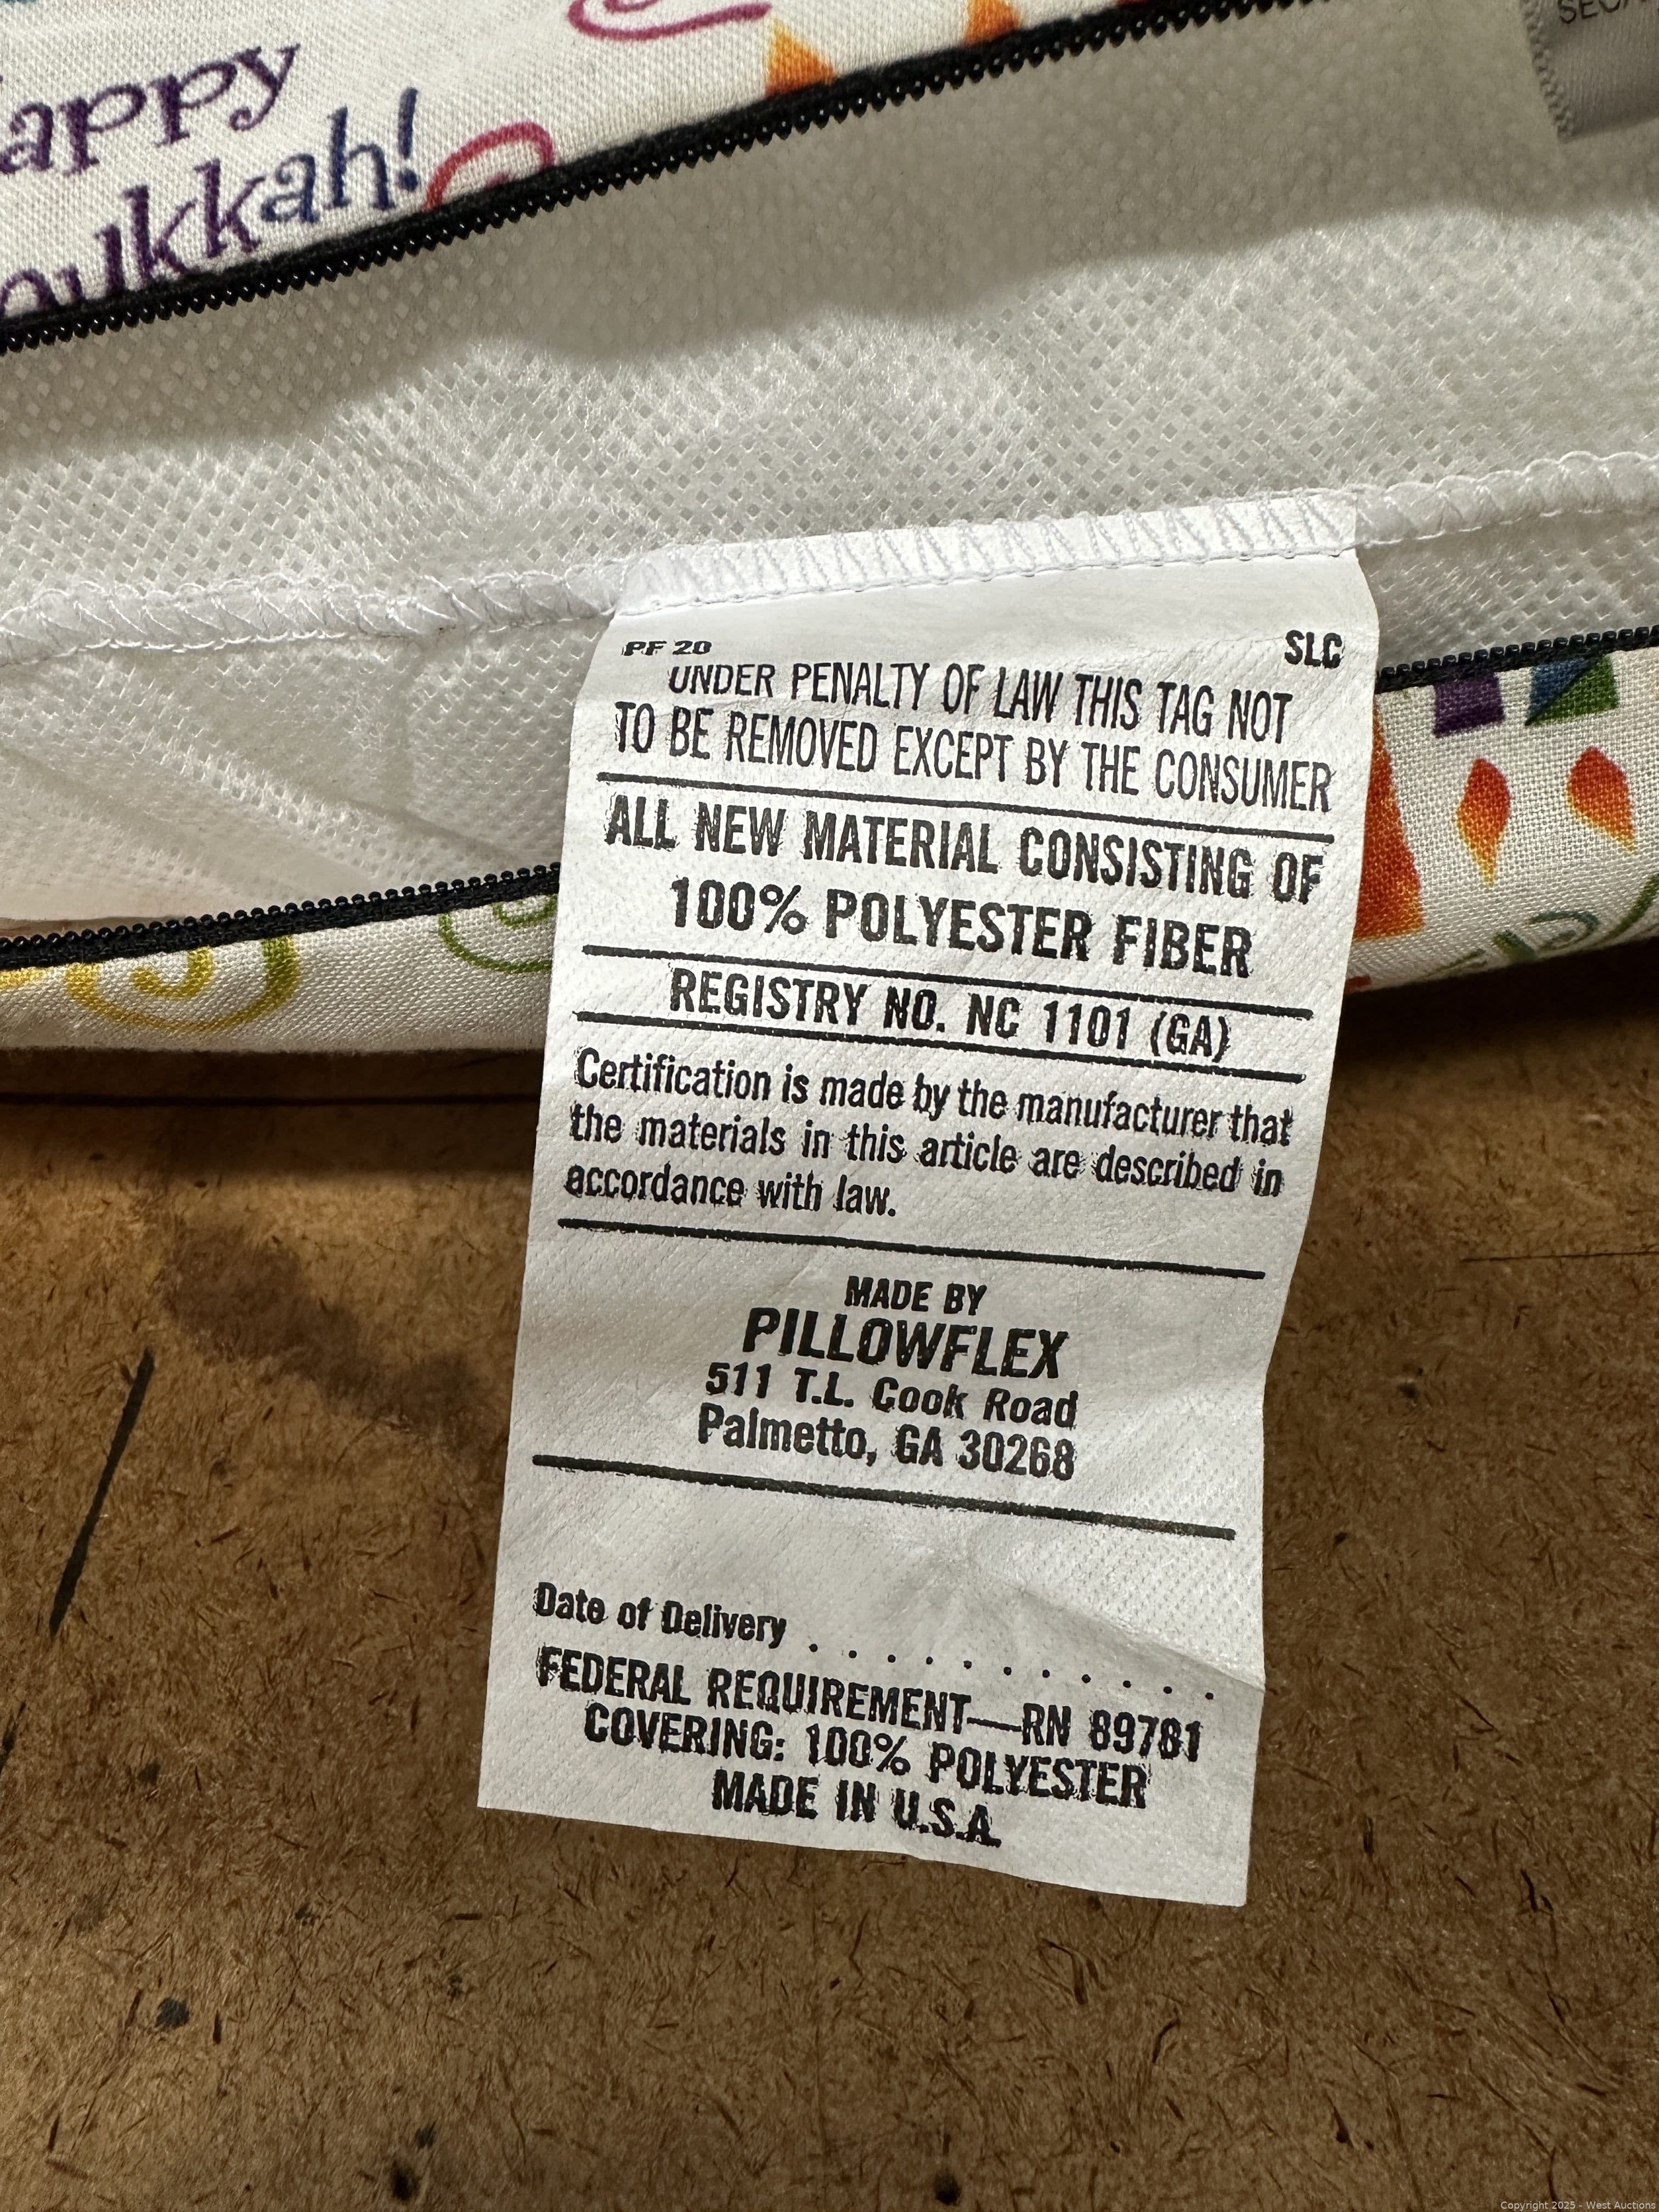 appy
ukkah!
PF 20
SLC
UNDER PENALTY OF LAW THIS TAG NOT
TO BE REMOVED EXCEPT BY THE CONSUMER
ALL NEW MATERIAL CONSISTING OF
100% POLYESTER FIBER
REGISTRY NO. NC 1101 (GA)
Certification is made by the manufacturer that
the materials in this article are described in
accordance with law.
MADE BY
PILLOWFLEX
511 T.L. Cook Road
Palmetto, GA 30268
Date of Delivery . . . . . . . . . . .
FEDERAL REQUIREMENT—RN 89781
COVERING: 100% POLYESTER
MADE IN U.S.A.
Copyright 2025 - West Auctions